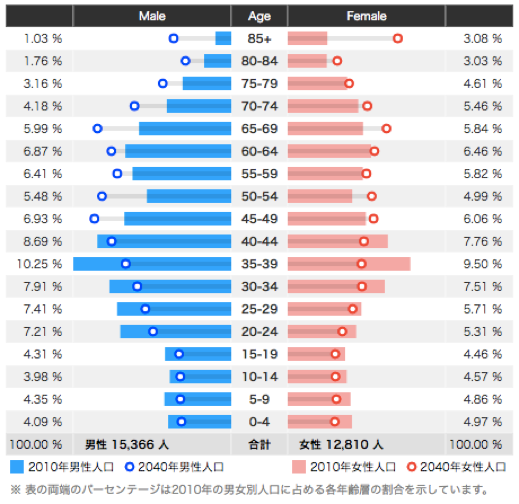 Male Age Female
1.03 % 85+ 3.08 %
1.76 % 80-84 3.03 %
3.16 % 75-79 4.61 %
4.18 % 70-74 5.46 %
5.99 % 65-69 5.84 %
6.87 % 60-64 6.46 %
6.41 % 55-59 5.82 %
5.48 % 50-54 4.99 %
6.93 % 45-49 6.06 %
8.69 % 40-44 7.76 %
10.25 % 35-39 9.50 %
7.91 % 30-34 7.51 %
7.41 % 25-29 5.71 %
7.21 % 20-24 5.31 %
4.31 % 15-19 4.46 %
3.98 % 10-14 4.57 %
4.35 % 5-9 4.86 %
4.09 % 0-4 4.97 %
100.00 % 男性 15,366 人 合計 女性 12,810 人 100.00 %
2010年男性人口 2040年男性人口 2010年女性人口 2040年女性人口
※ 表の両端のパーセンテージは2010年の男女別人口に占める各年齢層の割合を示しています。